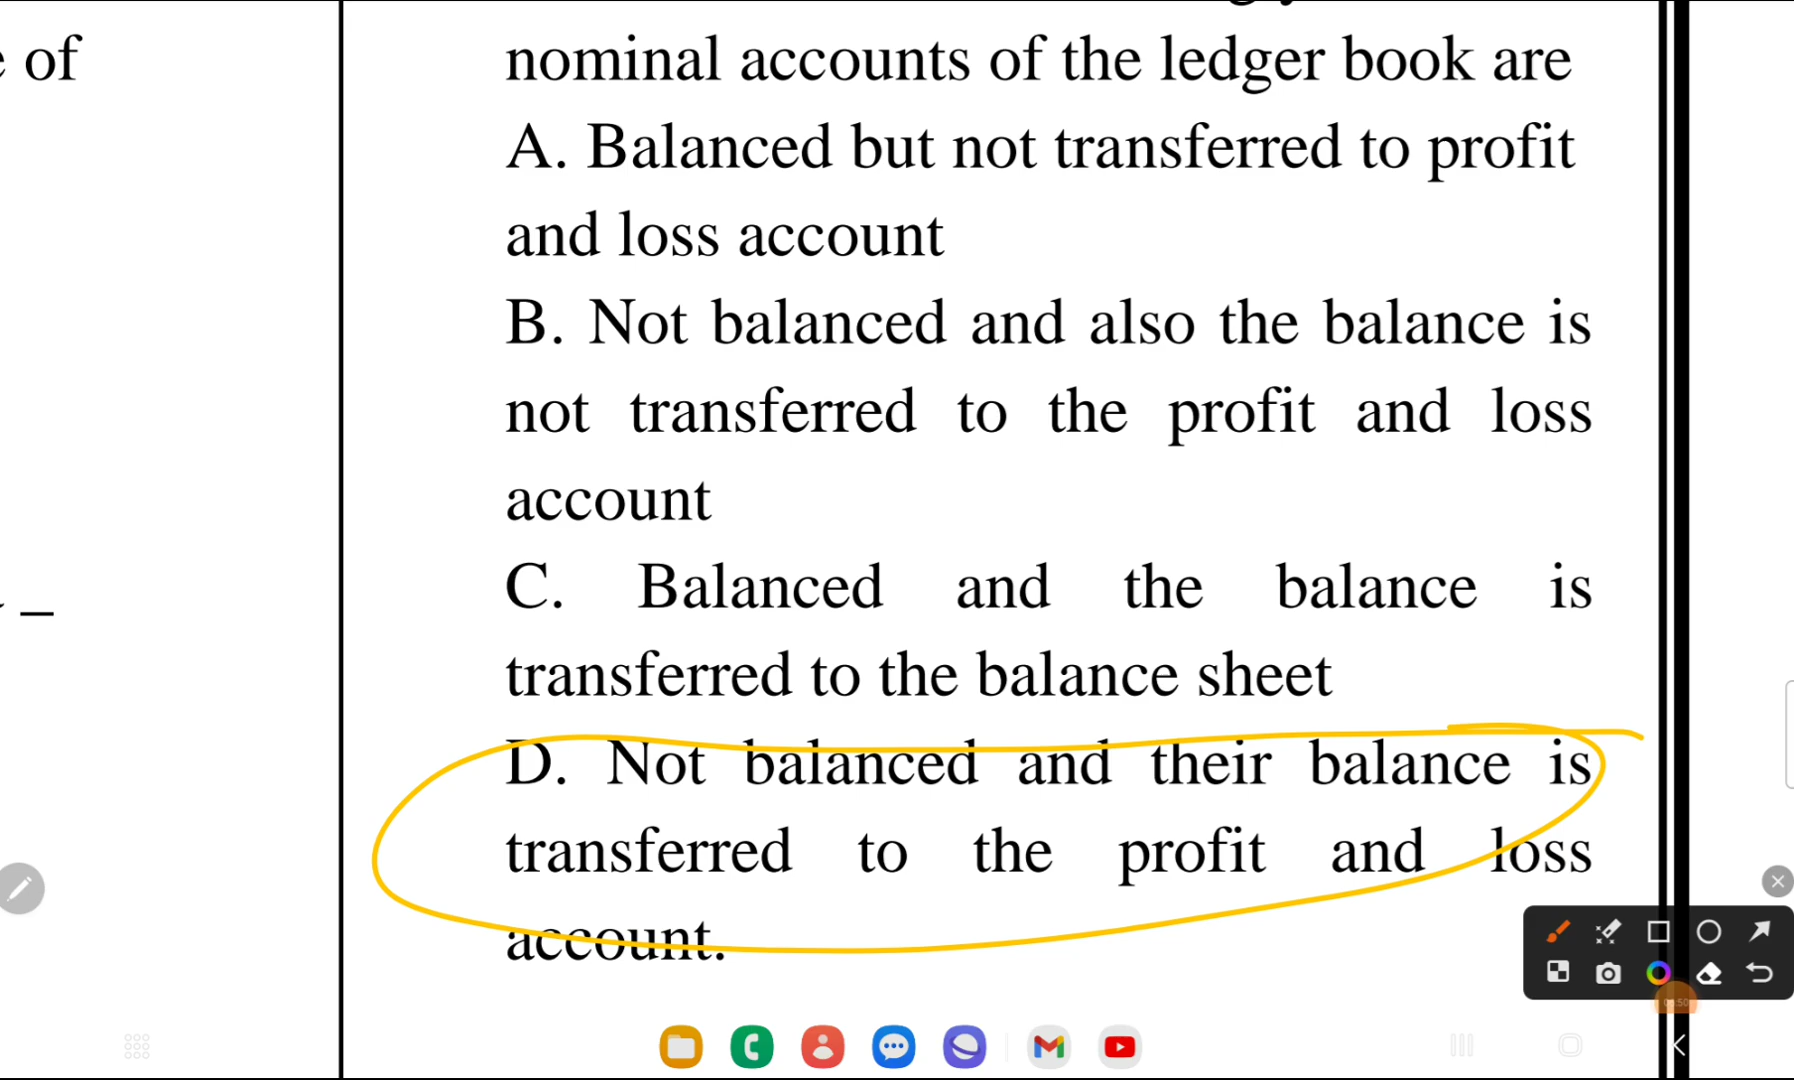 of
nominal accounts of the ledger book are
A. Balanced but not transferred to profit
and loss account
B. Not balanced and also the balance is
not transferred to the profit and loss
account
C. Balanced and the balance is
transferred to the balance sheet
D. Not balanced and their balance is
transferred to the profit and loss
account.